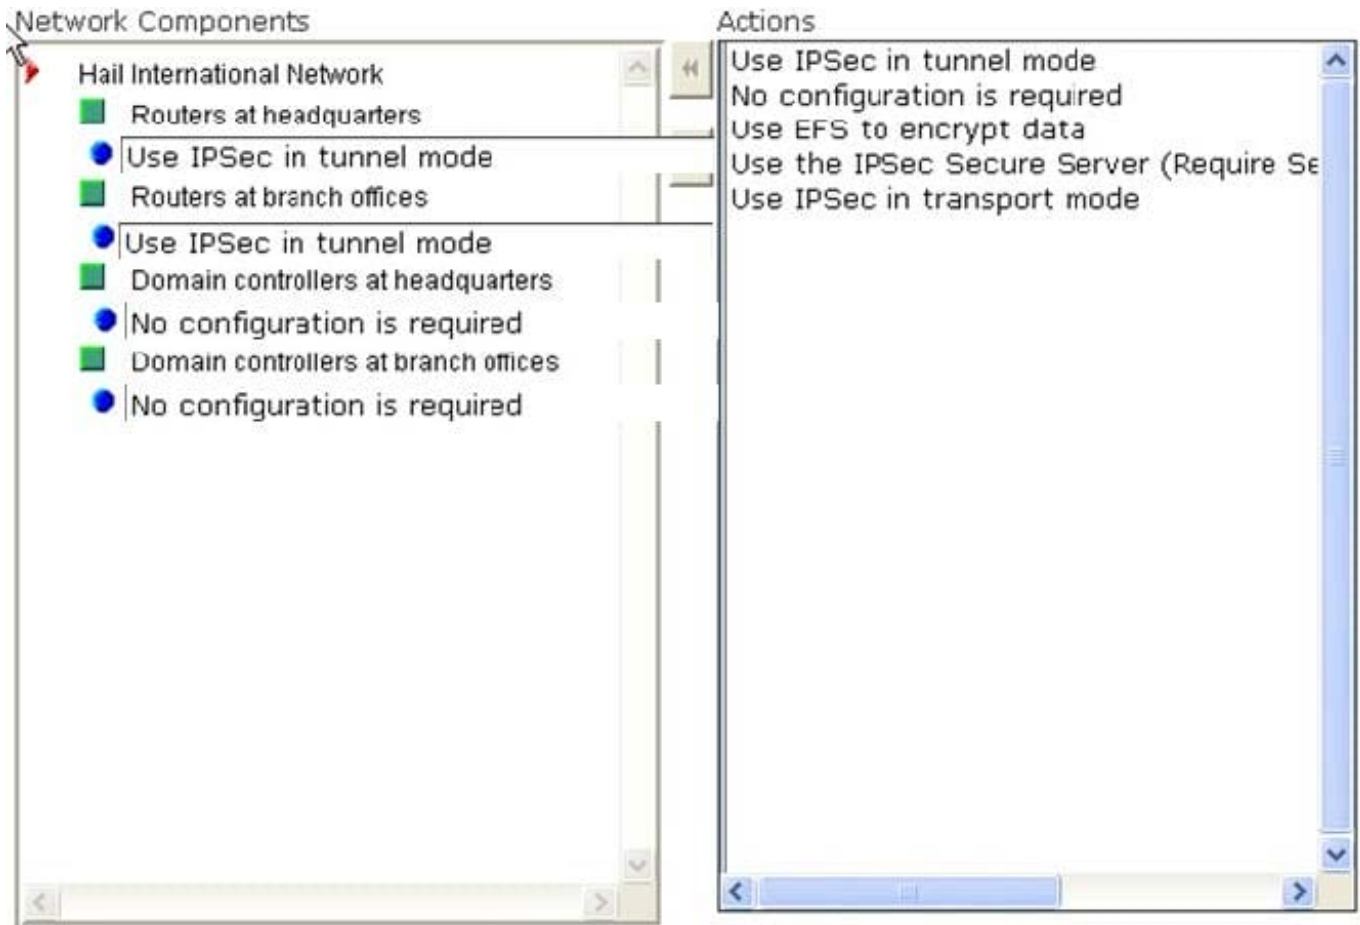 Network Components
Hail International Network
Routers at headquarters
Use IPSec in tunnel mode
Routers at branch offices
Use IPSec in tunnel mode
Domain controllers at headquarters
No configuration is required
Domain controllers at branch offices
No configuration is required
Actions
Use IPSec in tunnel mode
No configuration is required
Use EFS to encrypt data
Use the IPSec Secure Server (Require Se
Use IPSec in transport mode